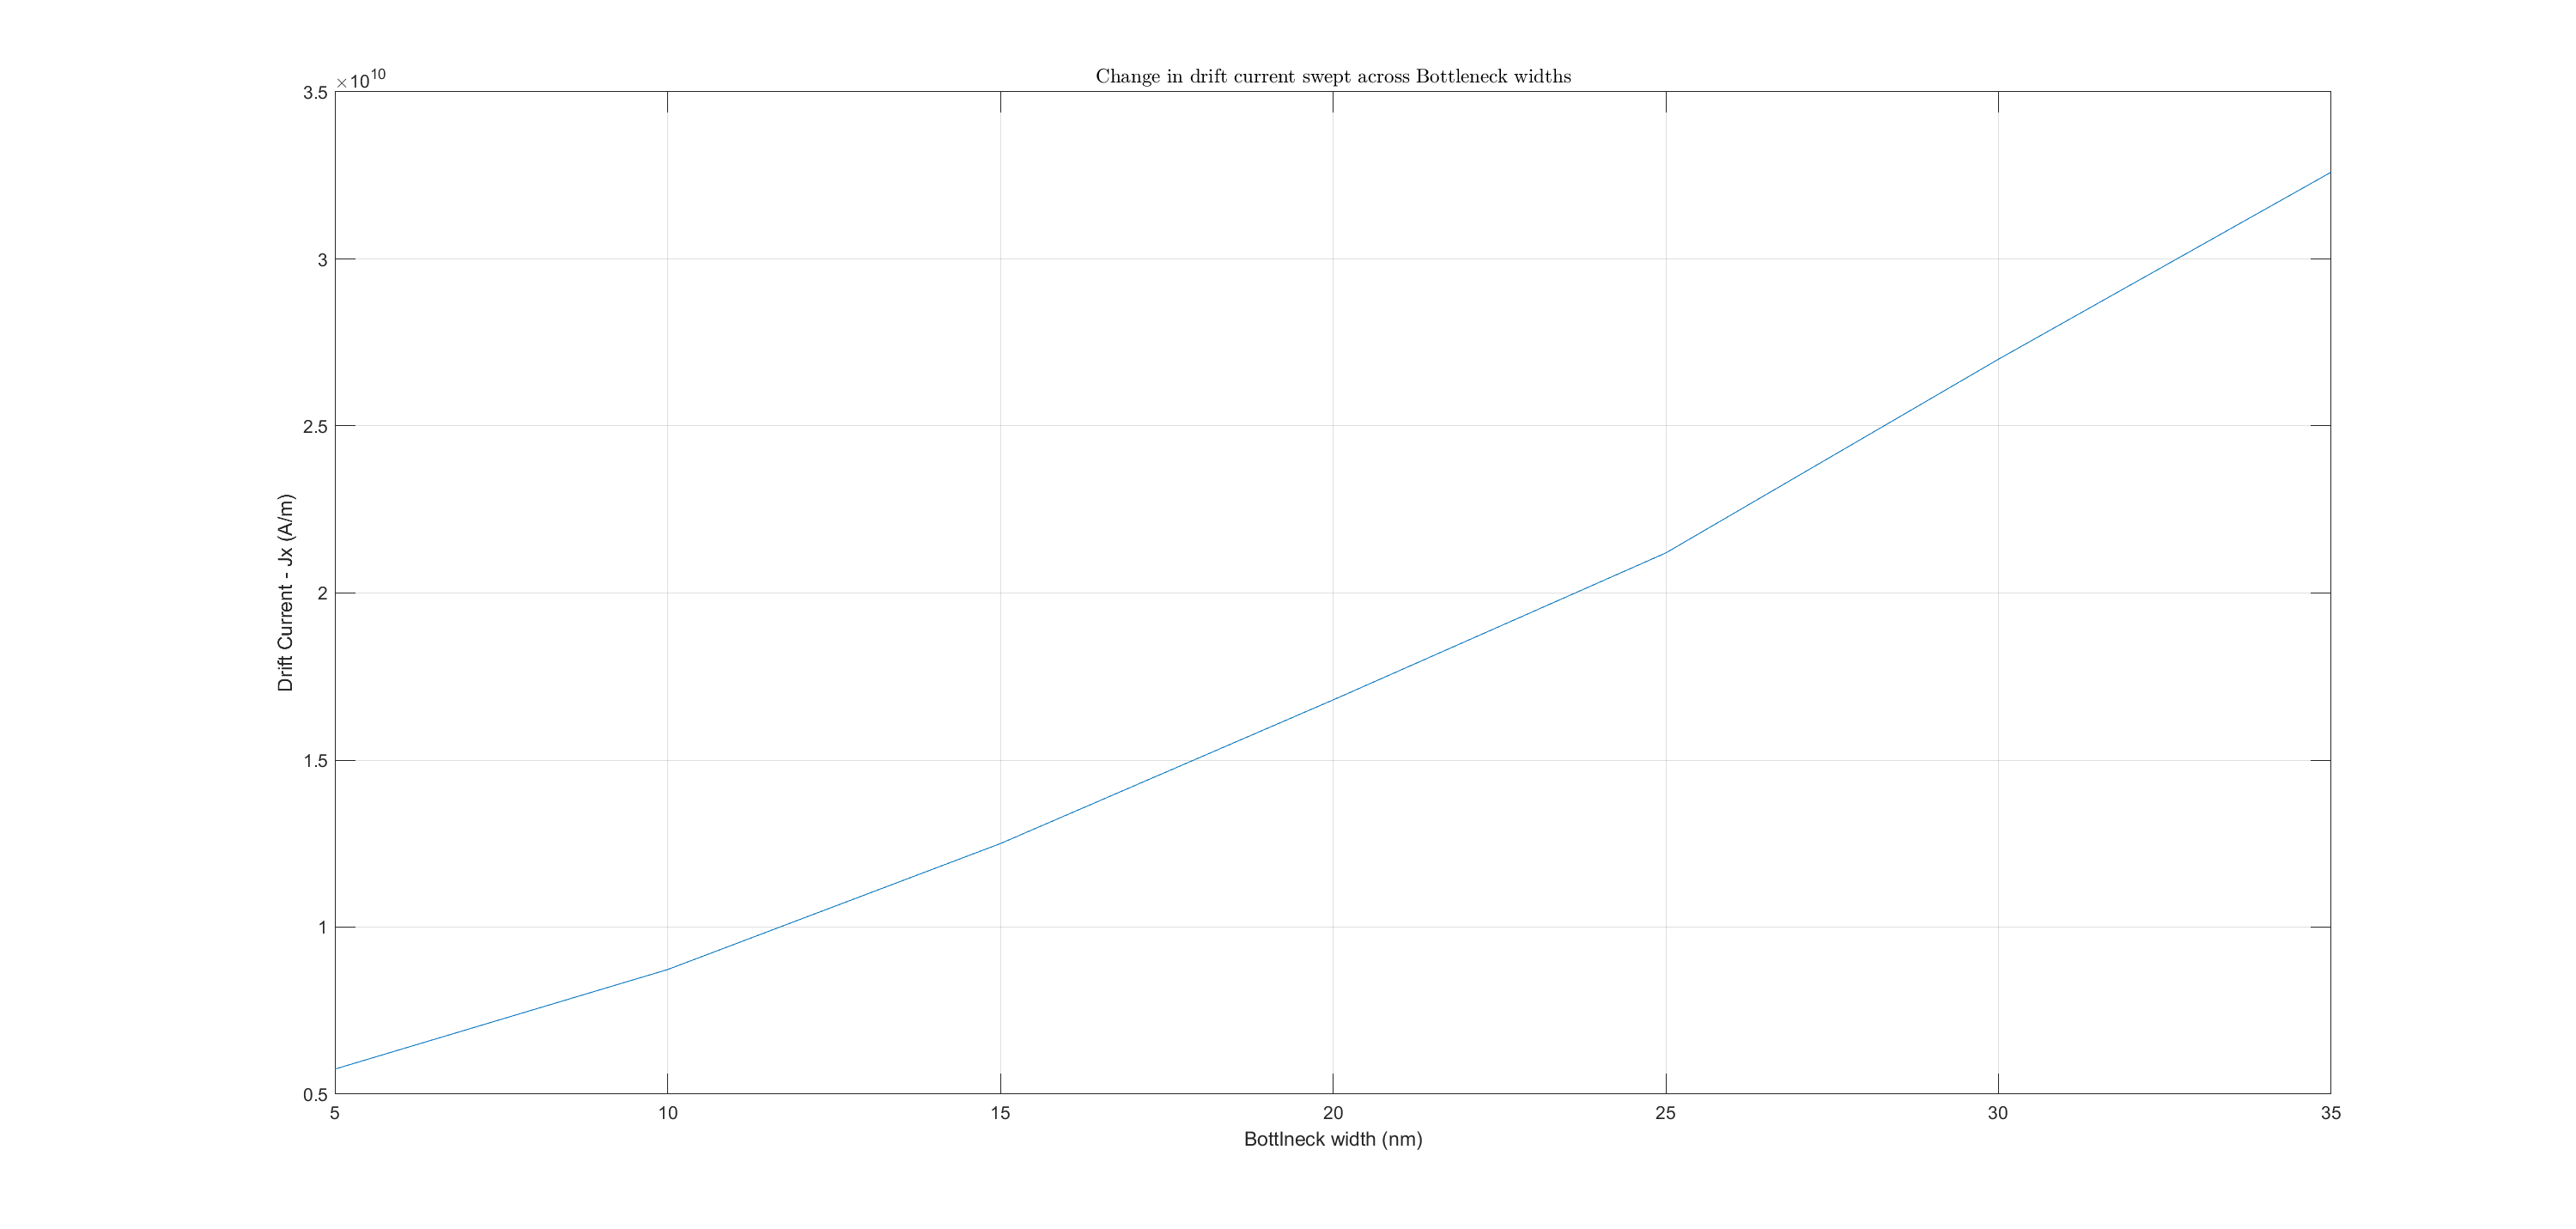 Change in drift current swept across Bottleneck widths
×10^10
3.5
3
2.5
2
1.5
1
0.5
Drift Current - Jx (A/m)
5 10 15 20 25 30 35
Bottlneck width (nm)